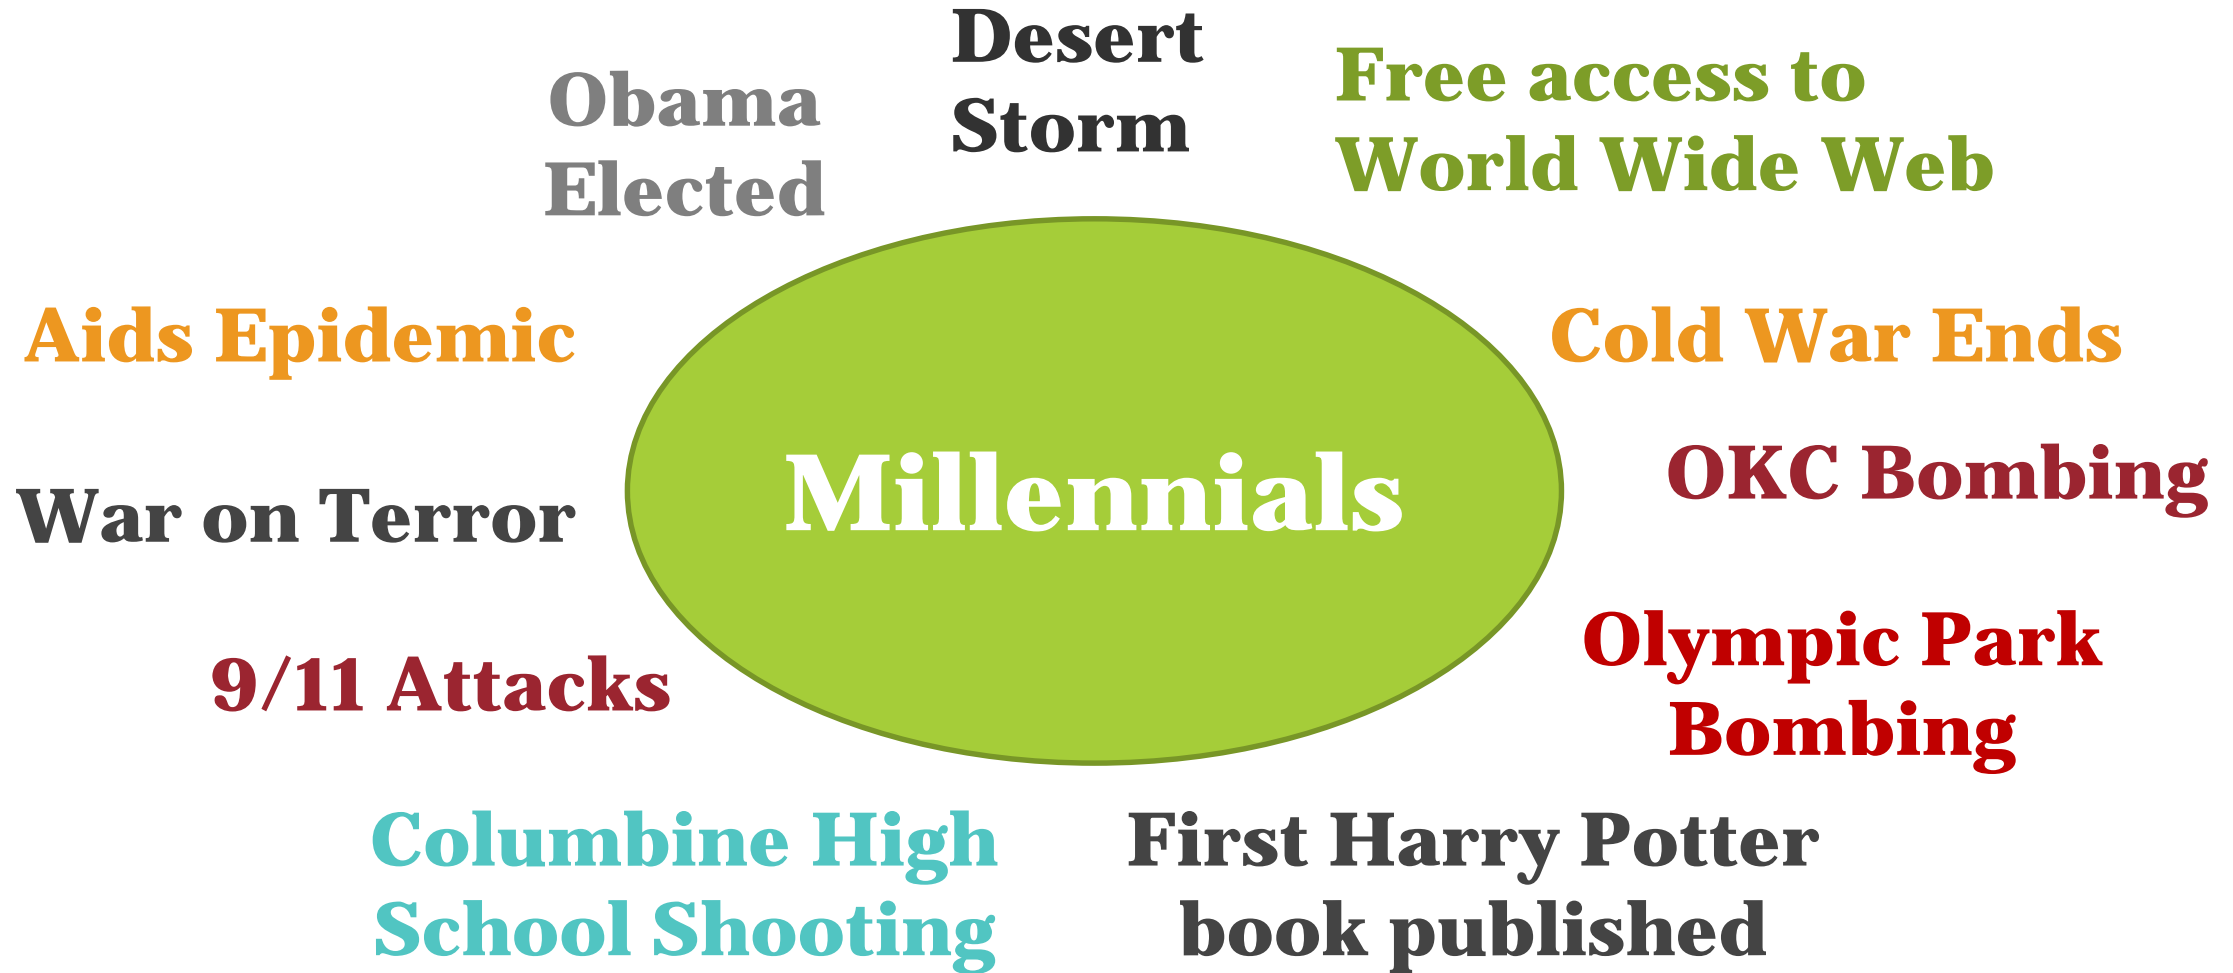 Desert
Storm
Obama
Elected
Free access to
World Wide Web
Aids Epidemic
Cold War Ends
Millennials
OKC Bombing
War on Terror
Olympic Park
Bombing
9/11 Attacks
Columbine High
School Shooting
First Harry Potter
book published